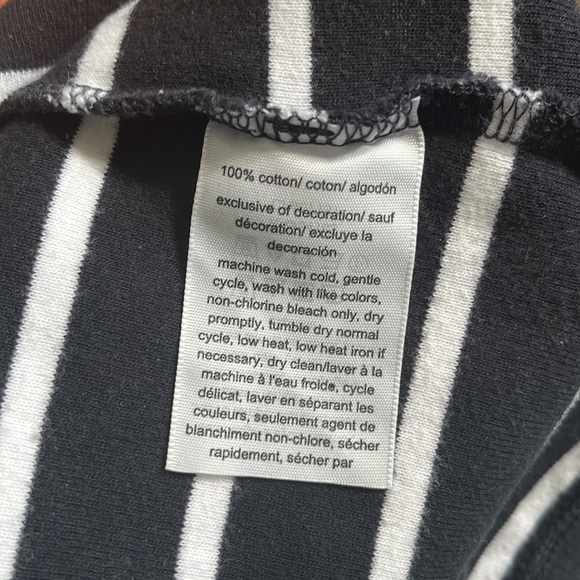 100% cotton/ coton/ algodón
exclusive of decoration/ sauf
décoration/ excluye la
decoración
machine wash cold, gentle
cycle, wash with like colors,
non-chlorine bleach only, dry
promptly, tumble dry normal
cycle, low heat, low heat iron if
necessary, dry clean/laver à la
machine à l'eau froide, cycle
délicat, laver en séparant les
couleurs, seulement agent de
blanchiment non-chlore, sécher
rapidement, sécher par